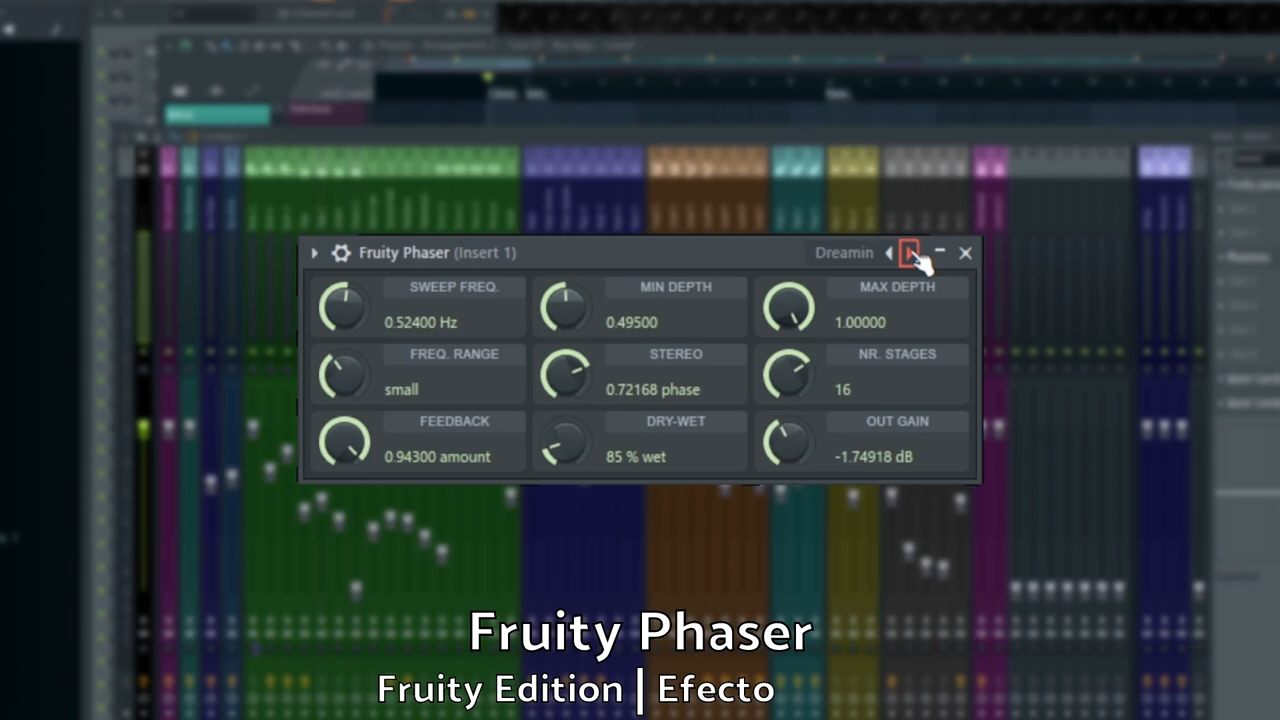 Fruity Phaser (Insert 1) Dreamin
SWEEP FREQ. MIN DEPTH MAX DEPTH
0.52400 Hz 0.49500 1.00000
FREQ. RANGE STEREO NR. STAGES
small 0.72168 phase 16
FEEDBACK DRY-WET OUT GAIN
0.94300 amount 85 % wet -1.74918 dB
Fruity Phaser
Fruity Edition | Efecto